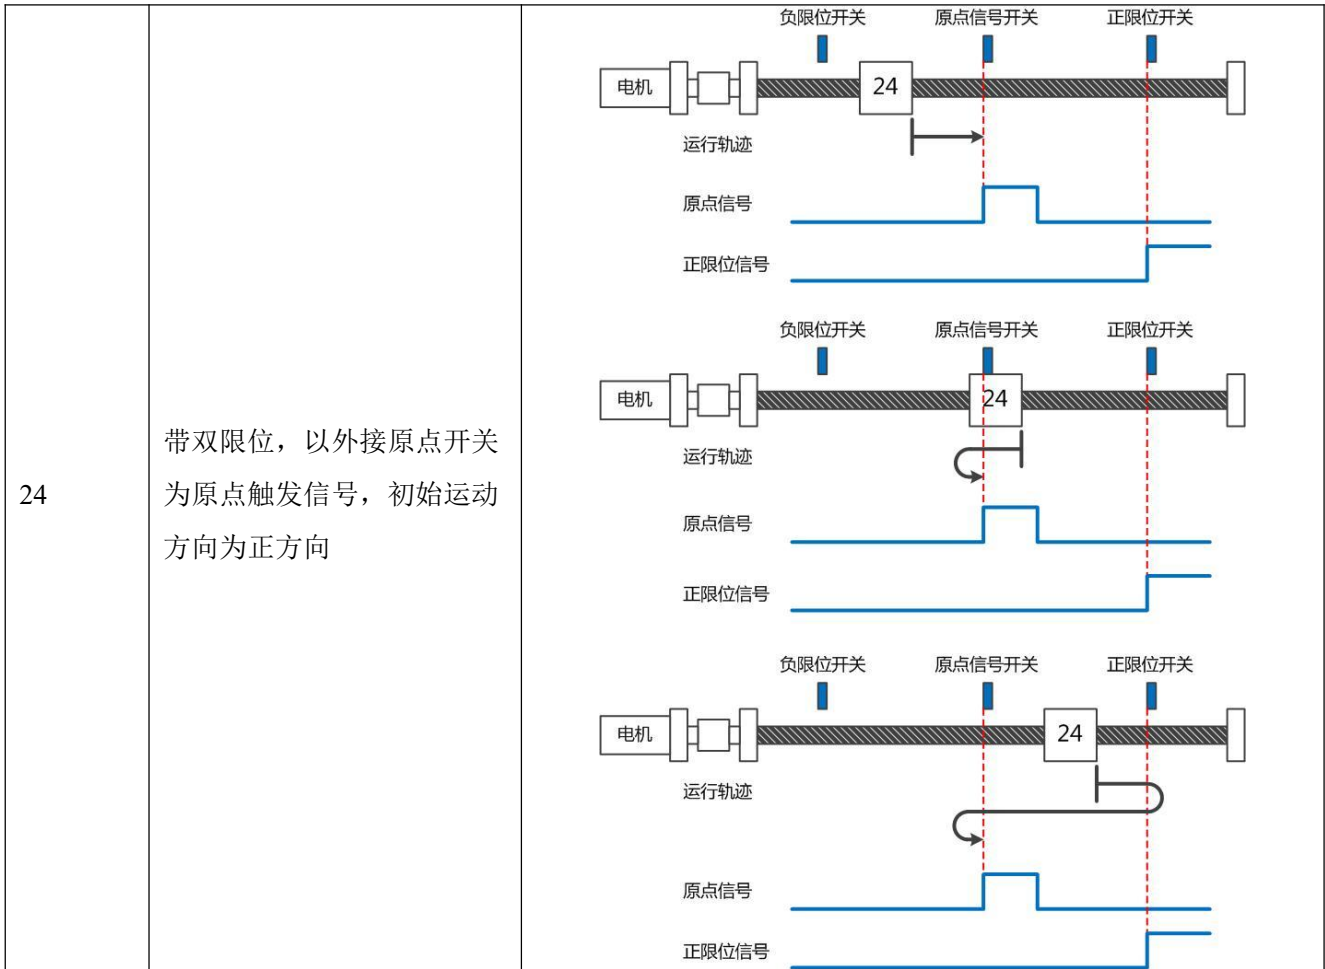 24
带双限位，以外接原点开关
为原点触发信号，初始运动
方向为正方向
负限位开关 原点信号开关 正限位开关
电机 24
运行轨迹
原点信号
正限位信号
负限位开关 原点信号开关 正限位开关
电机 24
运行轨迹
原点信号
正限位信号
负限位开关 原点信号开关 正限位开关
电机 24
运行轨迹
原点信号
正限位信号